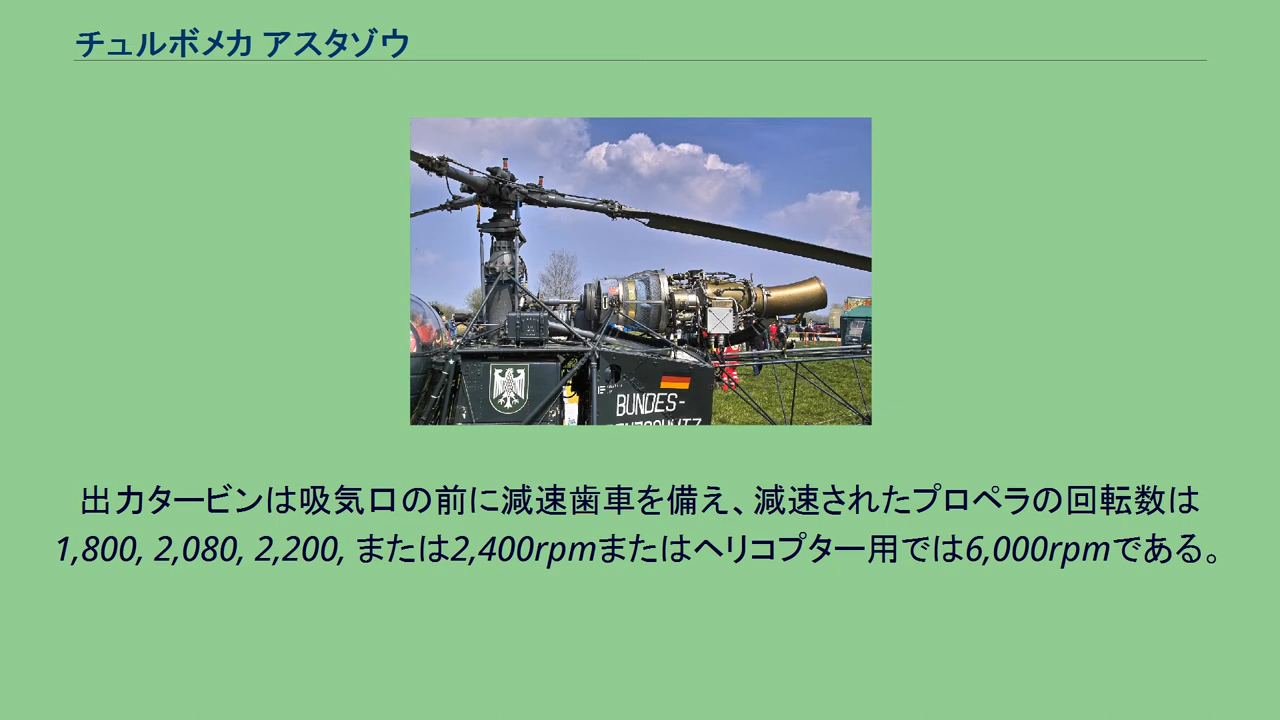 チュルボメカ アスタゾウ
BUNDES-
出力タービンは吸気口の前に減速歯車を備え、減速されたプロペラの回転数は
1,800, 2,080, 2,200, または2,400rpmまたはヘリコプター用では6,000rpmである。